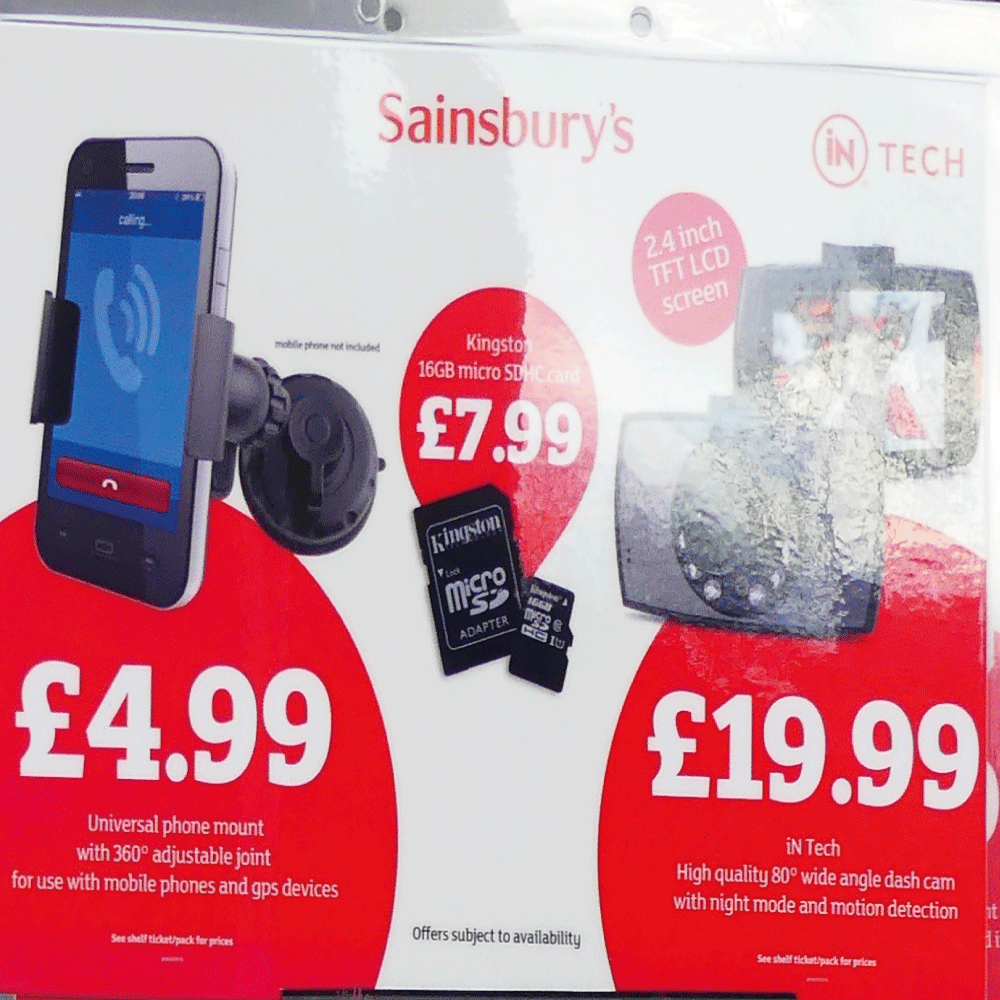 Sainsbury's
iN TECH
2.4 inch
TFT LCD
screen
calling...
mobile phone not included
Kingston
16GB micro SDHC card
£7.99
Kingston
Lock
Micro
SD
ADAPTER
Kingston
16GB
Micro
HC I U1
£4.99
Universal phone mount
with 360° adjustable joint
for use with mobile phones and gps devices
See shelf ticket/pack for prices
£19.99
iN Tech
High quality 80° wide angle dash cam
with night mode and motion detection
See shelf ticket/pack for prices
Offers subject to availability